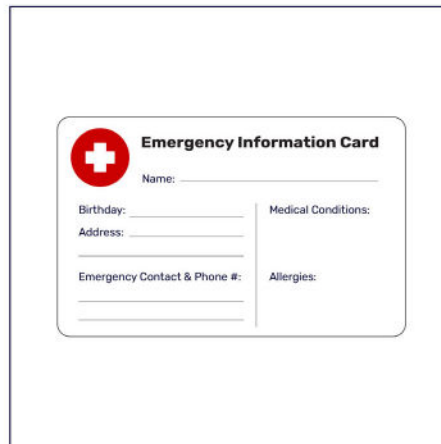 Emergency Information Card
Name:
Birthday:
Address:
Emergency Contact & Phone #:
Medical Conditions:
Allergies: